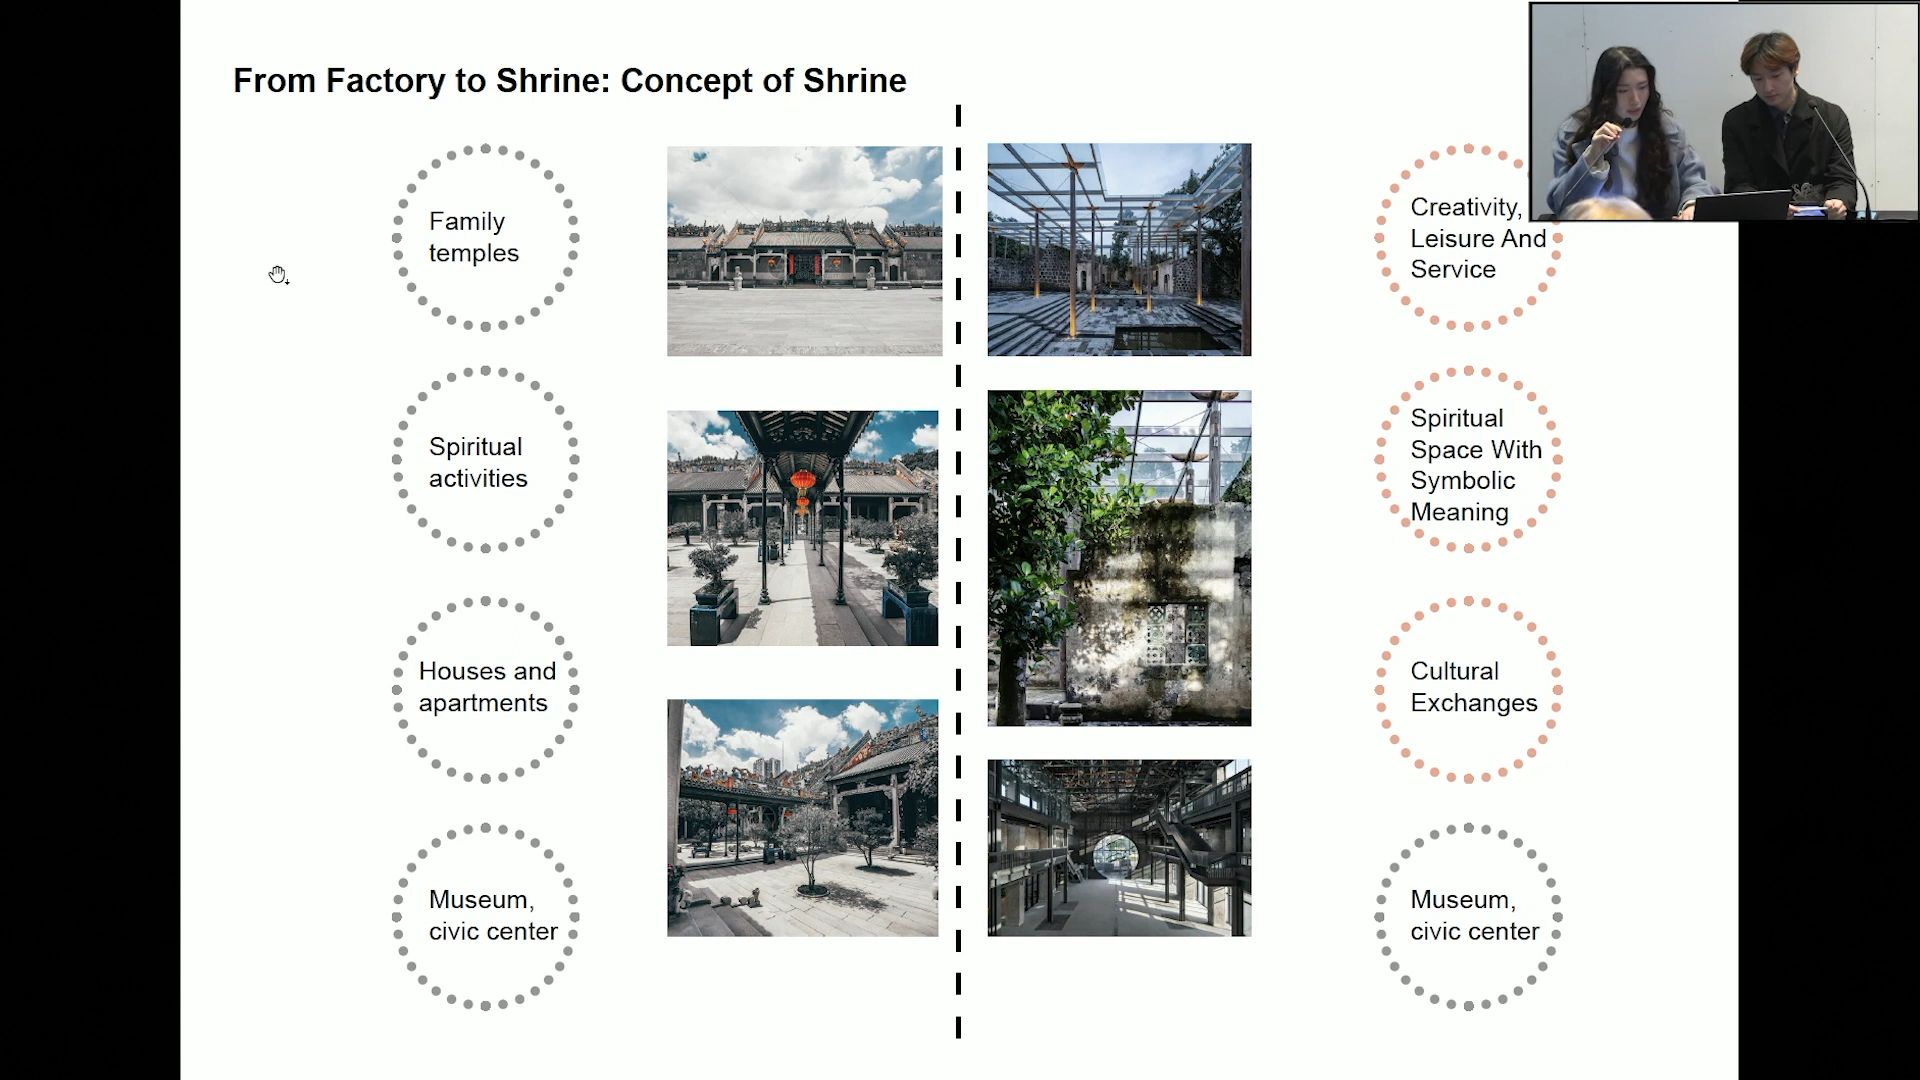 From Factory to Shrine: Concept of Shrine
Family
temples
Spiritual
activities
Houses and
apartments
Museum,
civic center
Creativity,
Leisure And
Service
Spiritual
Space With
Symbolic
Meaning
Cultural
Exchanges
Museum,
civic center